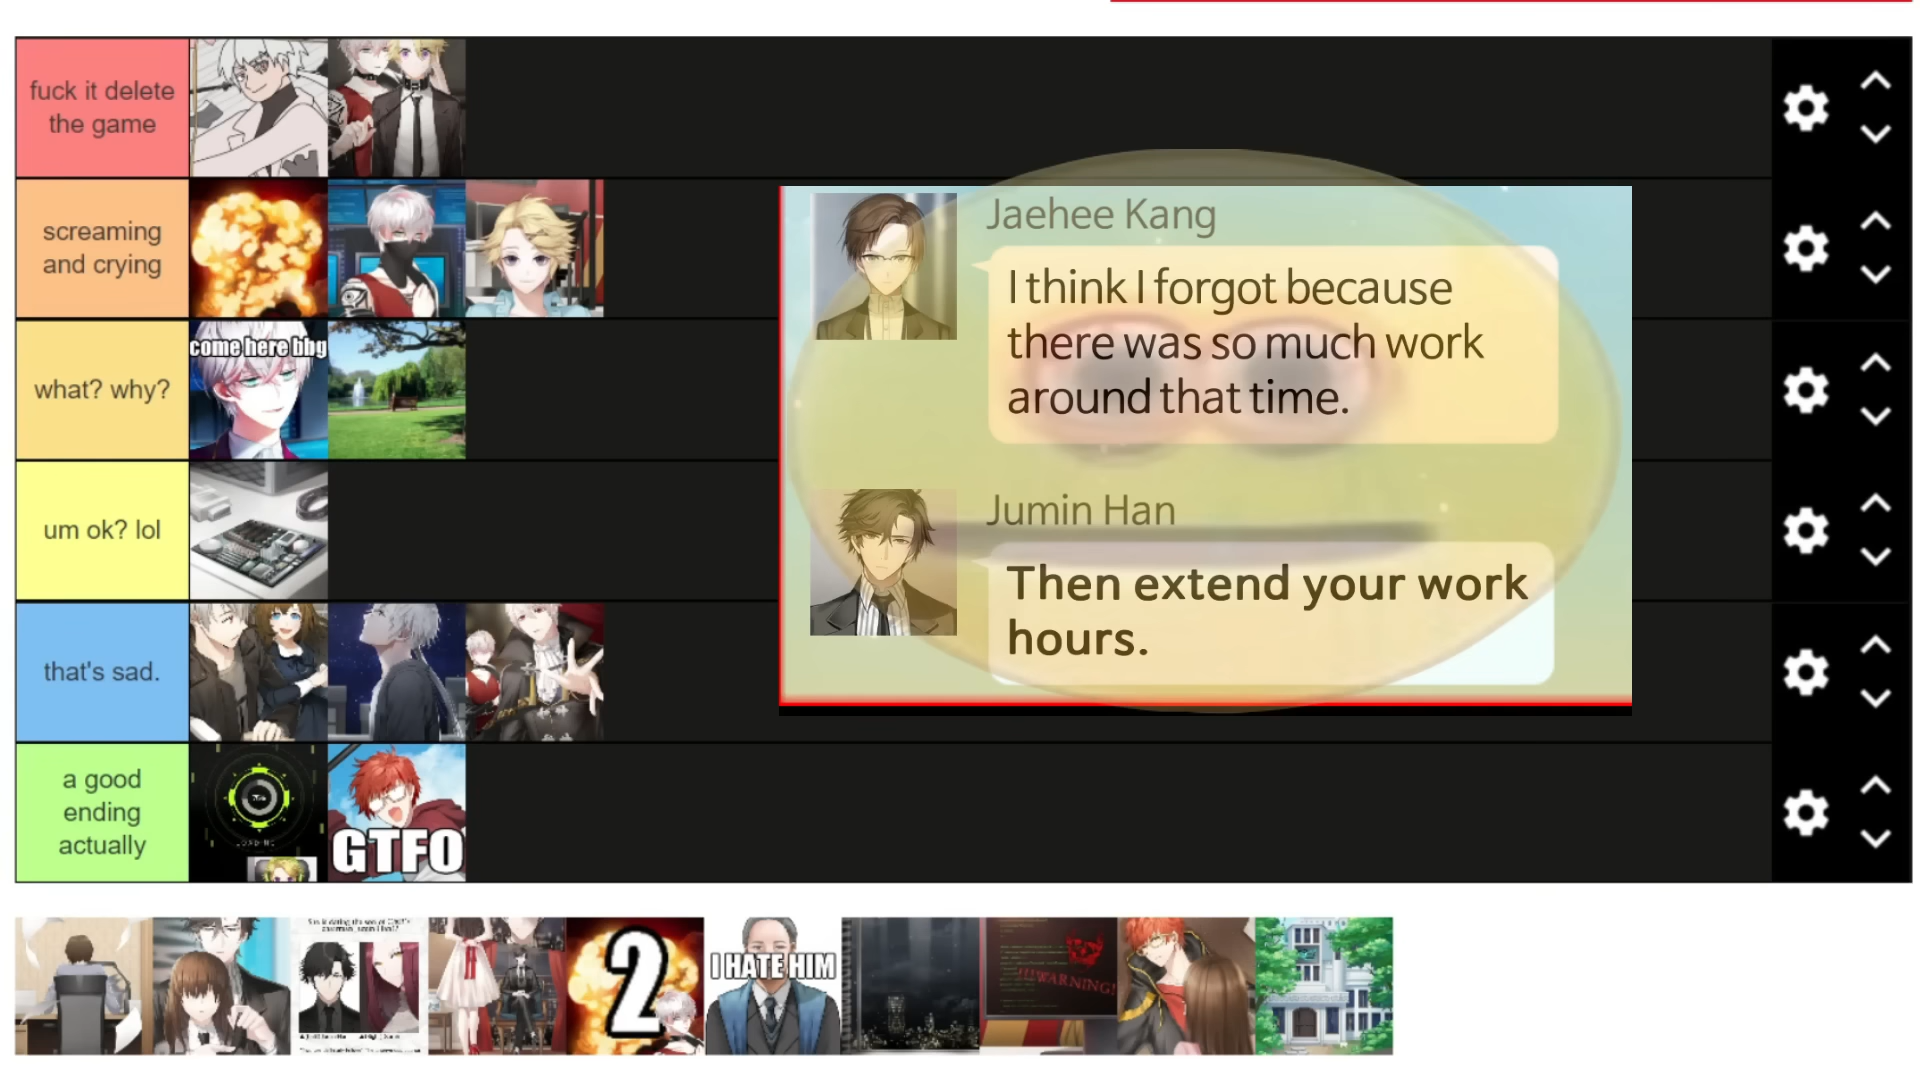 fuck it delete
the game
screaming
and crying
what? why?
come here bbg
um ok? lol
that's sad.
a good
ending
actually
LOADING
GTFO
Jaehee Kang
I think I forgot because
there was so much work
around that time.
Jumin Han
Then extend your work
hours.
2
I HATE HIM
!!!WARNING!